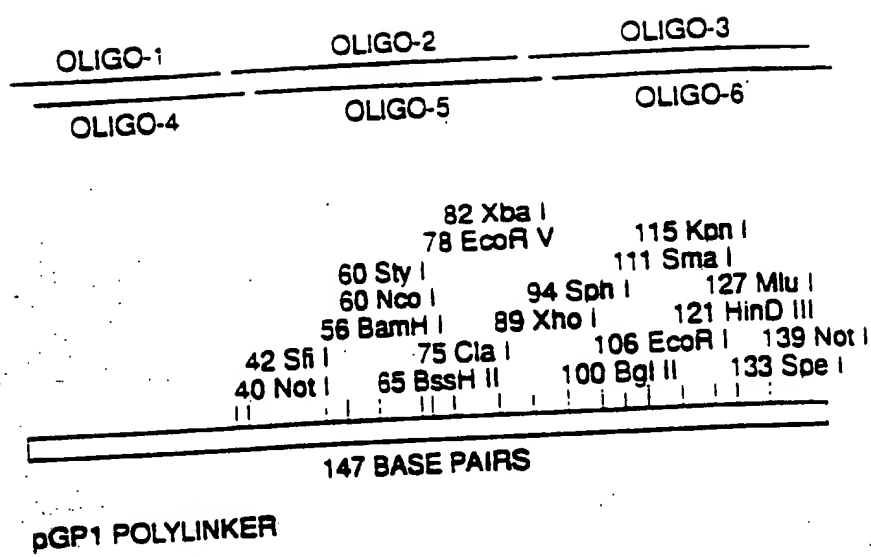 OLIGO-1 OLIGO-2 OLIGO-3
OLIGO-4 OLIGO-5 OLIGO-6
82 Xba I
78 EcoR V 115 Kpn I
60 Sty I 111 Sma I
60 Nco I 94 Sph I 127 Mlu I
56 BamH I 89 Xho I 121 HinD III
42 Sfi I 75 Cla I 106 EcoR I 139 Not I
40 Not I 65 BssH II 100 Bgl II 133 Spe I
147 BASE PAIRS
pGP1 POLYLINKER